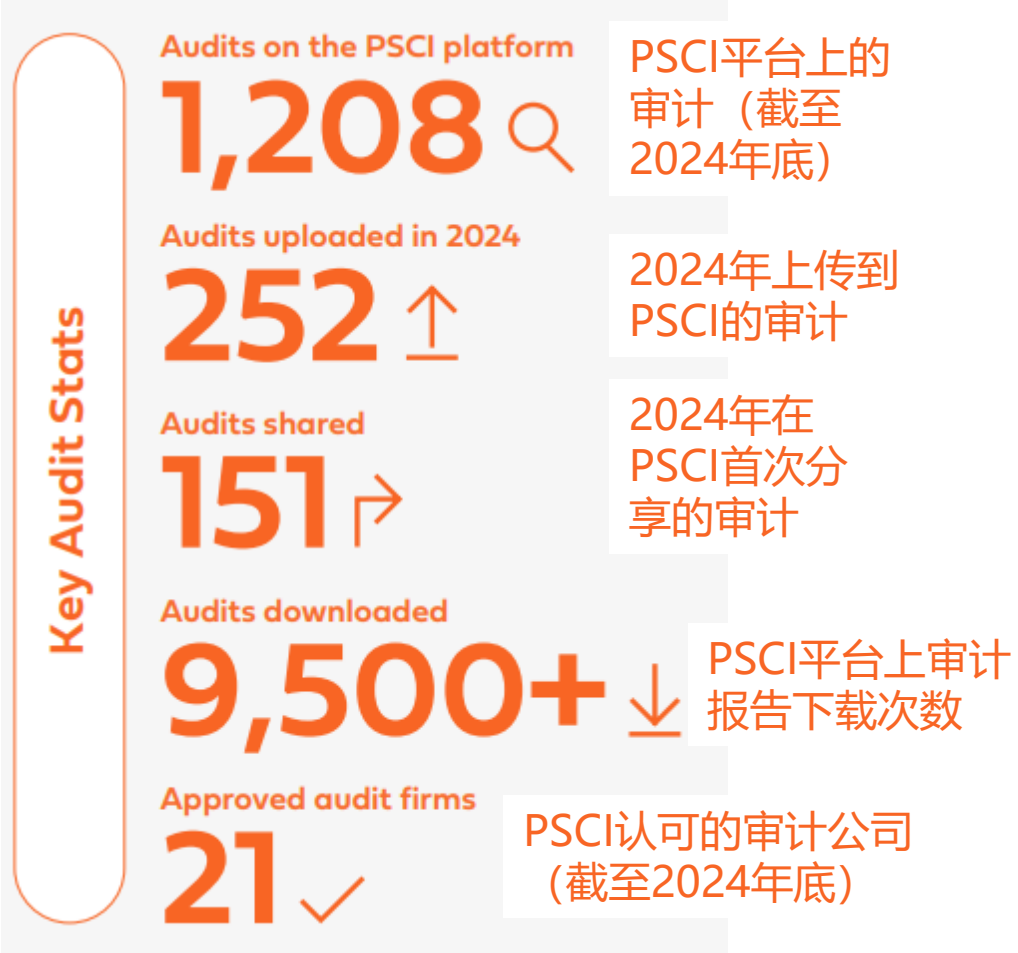 Key Audit Stats
Audits on the PSCI platform
1,208
PSCI平台上的
审计（截至
2024年底）
Audits uploaded in 2024
252
2024年上传到
PSCI的审计
Audits shared
151
2024年在
PSCI首次分
享的审计
Audits downloaded
9,500+
PSCI平台上审计
报告下载次数
Approved audit firms
21
PSCI认可的审计公司
（截至2024年底）